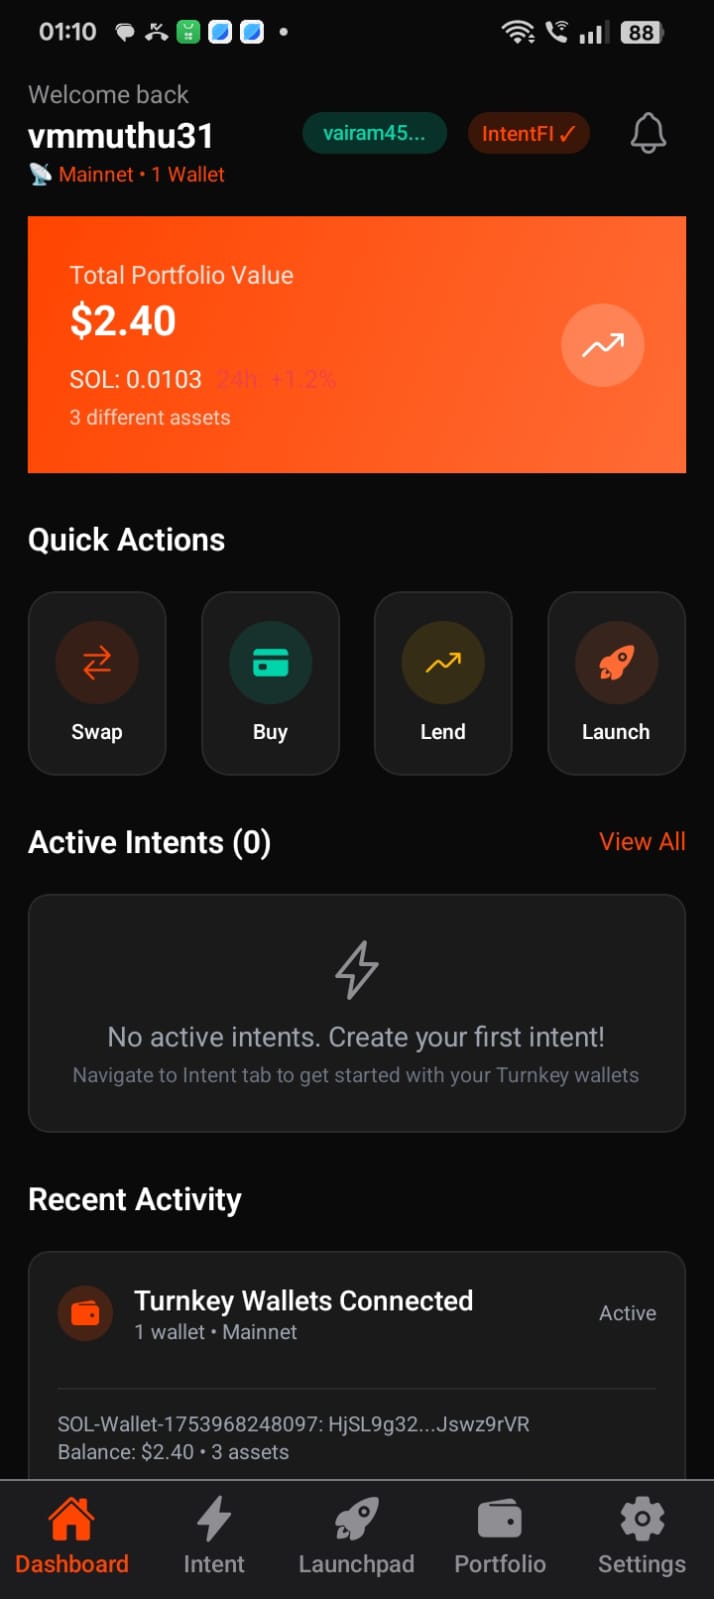 01:10
88
Welcome back
vmmuthu31
vairam45...
IntentFI ✓
Mainnet • 1 Wallet
Total Portfolio Value
$2.40
SOL: 0.0103 24h: +1.2%
3 different assets
Quick Actions
Swap
Buy
Lend
Launch
Active Intents (0)
View All
No active intents. Create your first intent!
Navigate to Intent tab to get started with your Turnkey wallets
Recent Activity
Turnkey Wallets Connected
1 wallet • Mainnet
Active
SOL-Wallet-1753968248097: HjSL9g32...Jswz9rVR
Balance: $2.40 • 3 assets
Dashboard
Intent
Launchpad
Portfolio
Settings